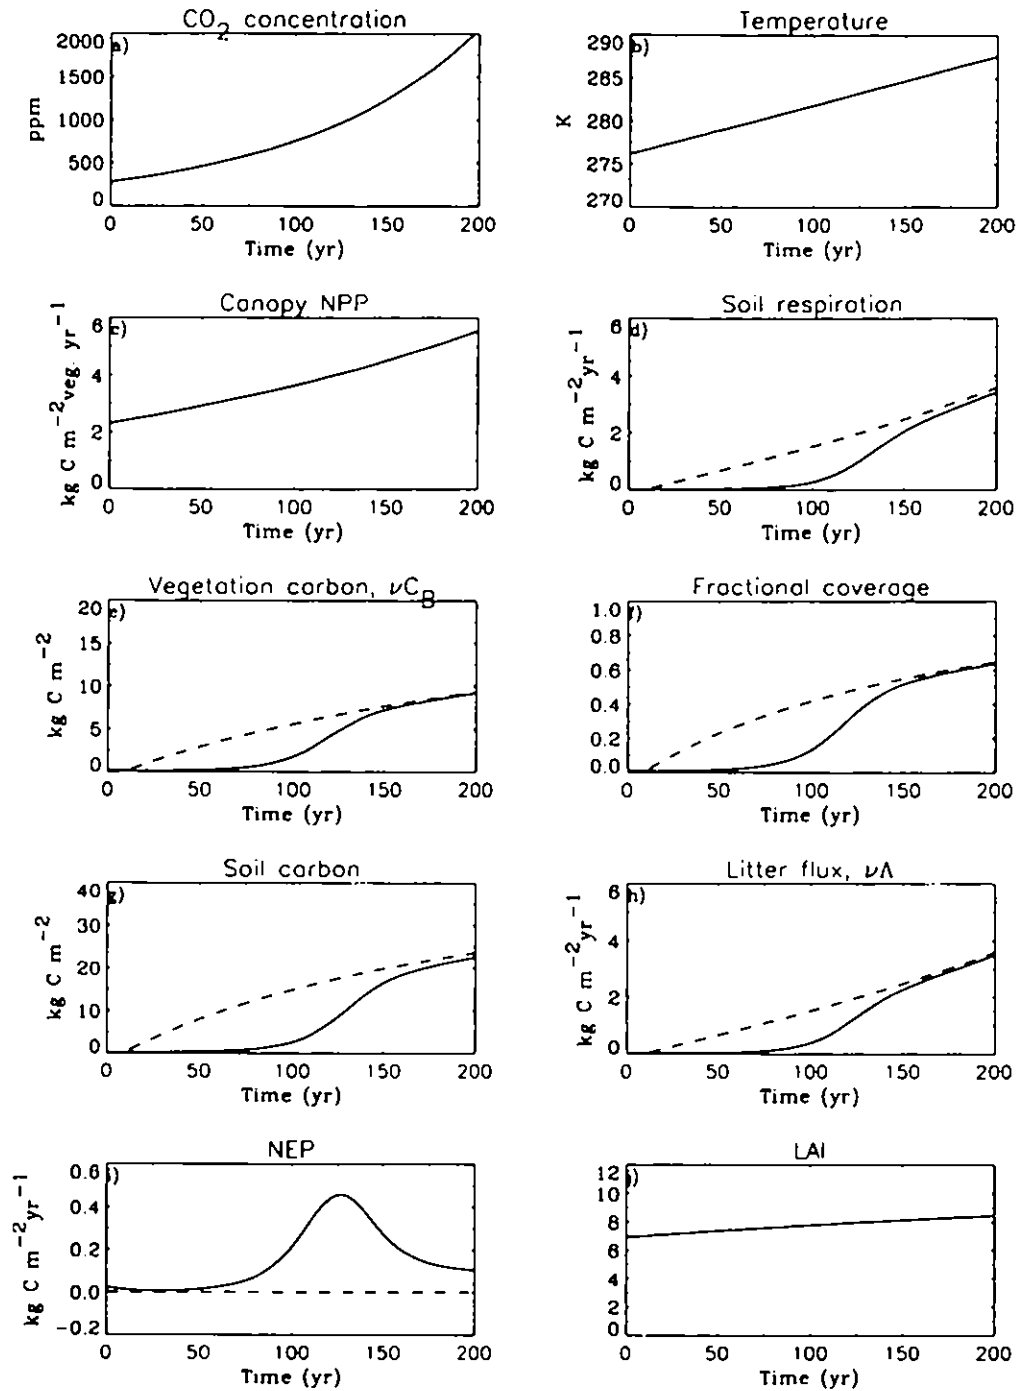 CO2 concentration
a)
2000
1500
1000
500
0
ppm
0 50 100 150 200
Time (yr)
Temperature
b)
290
285
280
275
270
K
0 50 100 150 200
Time (yr)
Canopy NPP
c)
6
4
2
0
kg C m−2veg. yr−1
0 50 100 150 200
Time (yr)
Soil respiration
d)
6
4
2
0
kg C m−2yr−1
0 50 100 150 200
Time (yr)
Vegetation carbon, νCB
e)
20
15
10
5
0
kg C m−2
0 50 100 150 200
Time (yr)
Fractional coverage
f)
1.0
0.8
0.6
0.4
0.2
0.0
0 50 100 150 200
Time (yr)
Soil carbon
g)
40
30
20
10
0
kg C m−2
0 50 100 150 200
Time (yr)
Litter flux, νΛ
h)
6
4
2
0
kg C m−2yr−1
0 50 100 150 200
Time (yr)
NEP
i)
0.6
0.4
0.2
0.0
−0.2
kg C m−2yr−1
0 50 100 150 200
Time (yr)
LAI
j)
12
10
8
6
4
2
0
0 50 100 150 200
Time (yr)